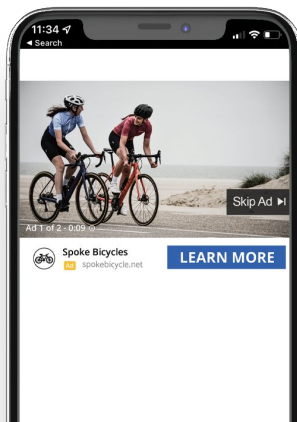 11:34
◀ Search
Skip Ad
Ad 1 of 2 - 0:09
Spoke Bicycles
LEARN MORE
Ad spokebicycle.net